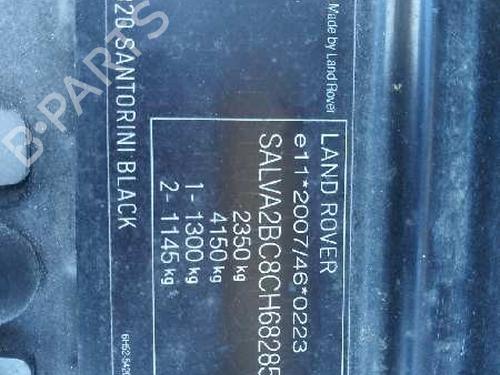 Made by Land Rover
LAND ROVER
e11*2007/46*0223
SALVA2BC8CH68285
2350 kg
4150 kg
1- 1300 kg
2- 1145 kg
820 SANTORINI BLACK
B-PARTS